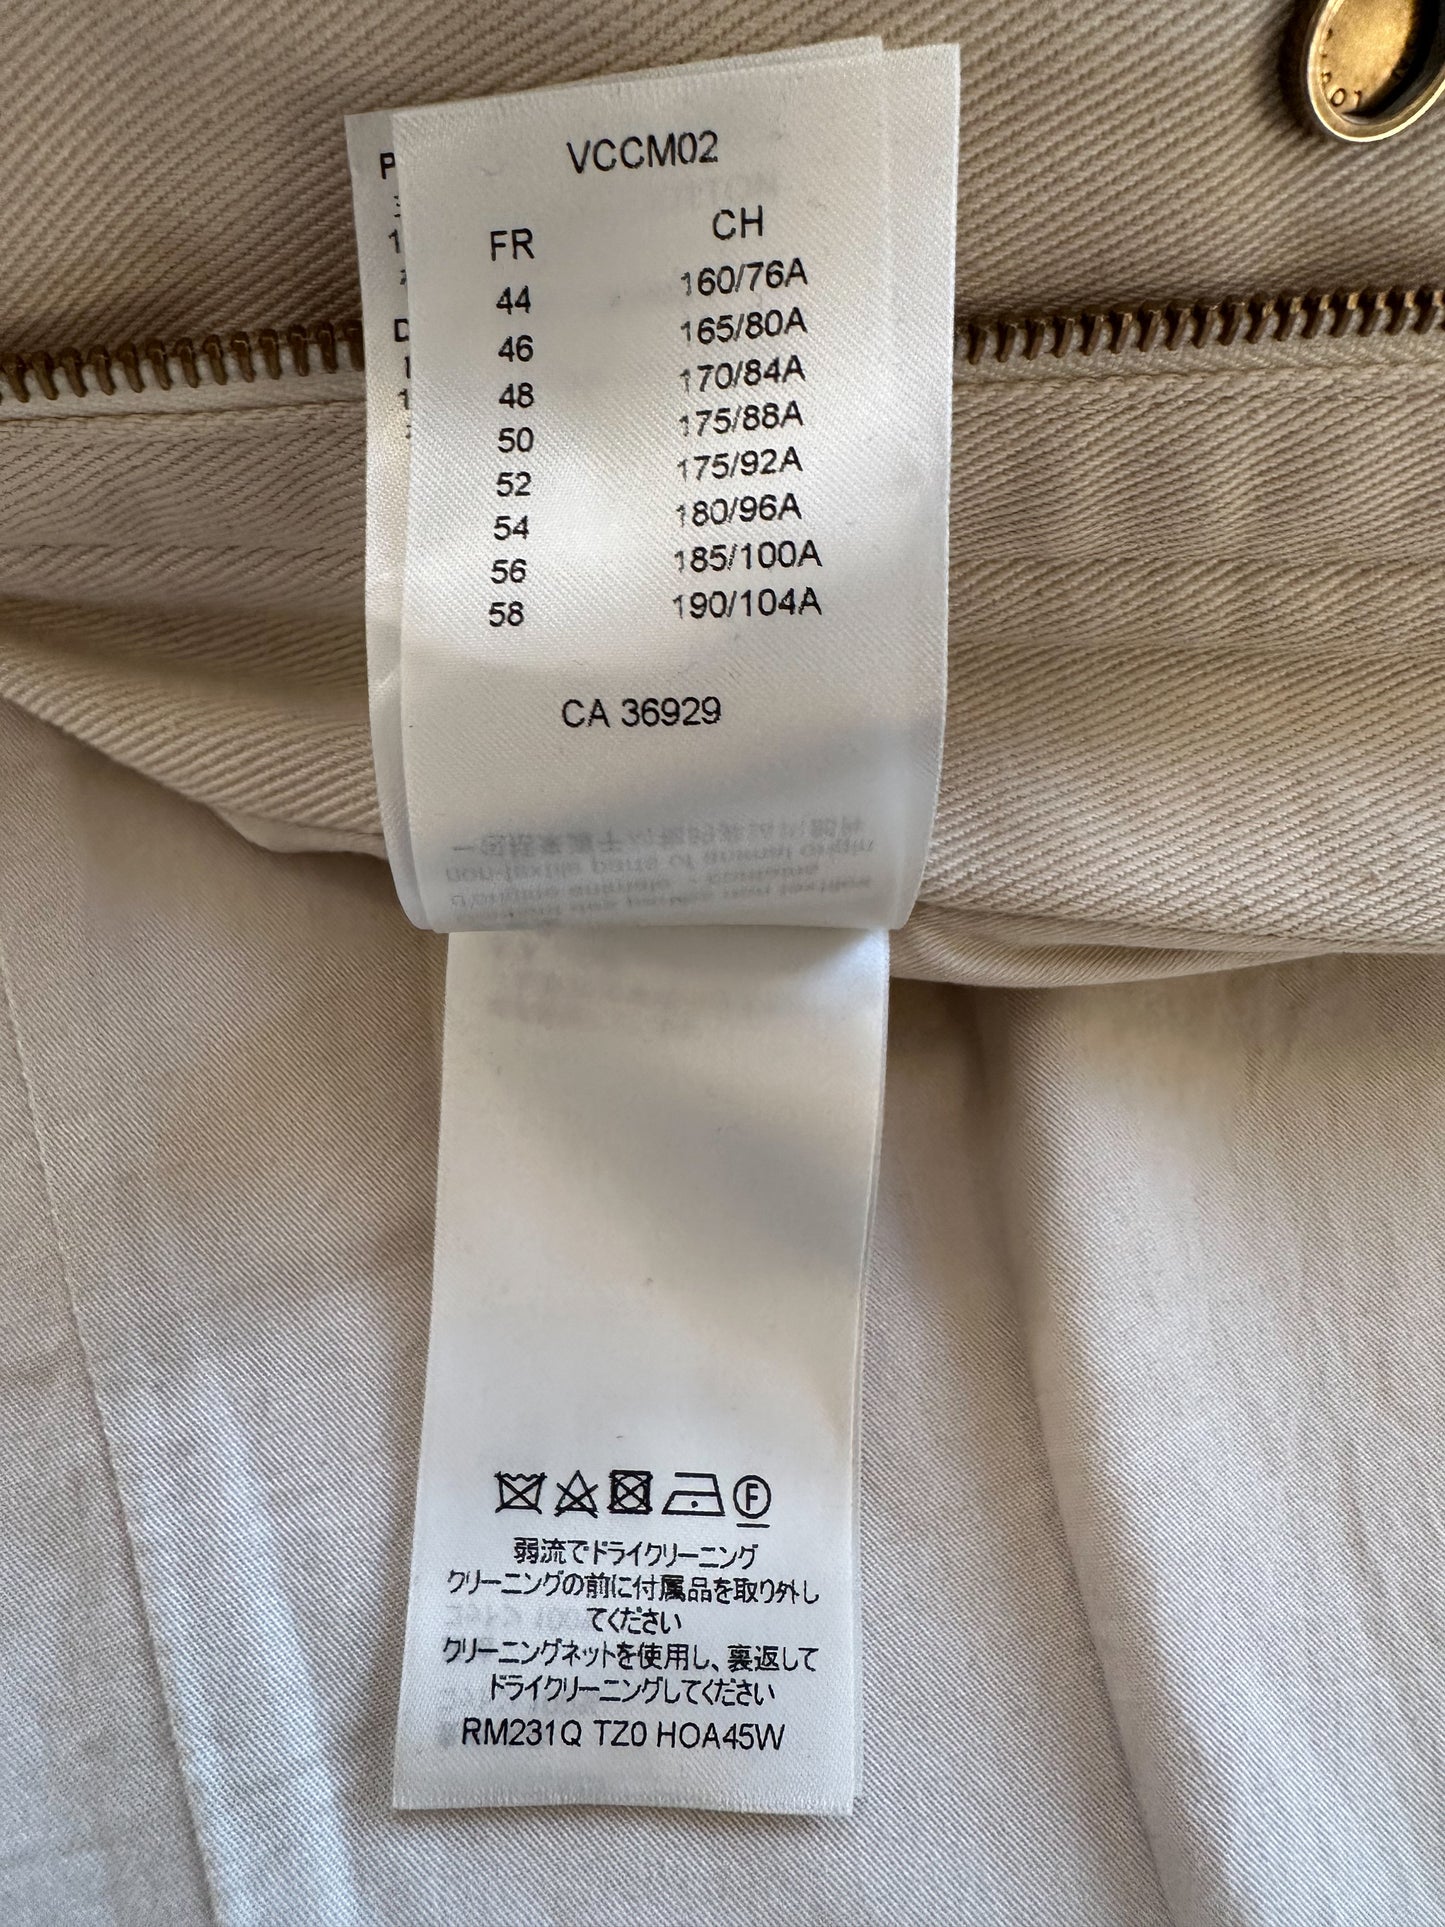 VCCM02
FR CH
44 160/76A
46 165/80A
48 170/84A
50 175/88A
52 175/92A
54 180/96A
56 185/100A
58 190/104A
CA 36929
F
弱流でドライクリーニング
クリーニングの前に付属品を取り外し
てください
クリーニングネットを使用し、裏返して
ドライクリーニングしてください
RM231Q TZ0 HOA45W